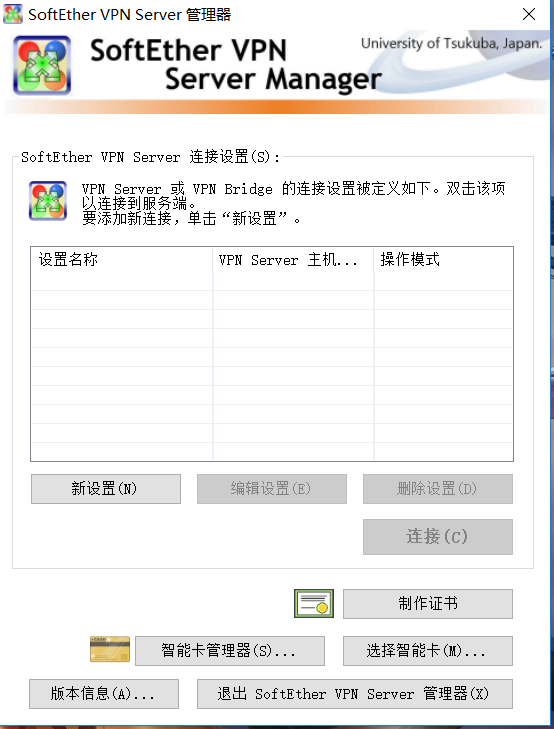 SoftEther VPN Server 管理器
SoftEther VPN
University of Tsukuba, Japan.
Server Manager
SoftEther VPN Server 连接设置(S):
VPN Server 或 VPN Bridge 的连接设置被定义如下。双击该项
以连接到服务端。
要添加新连接，单击“新设置”。
设置名称 VPN Server 主机... 操作模式
新设置(N) 编辑设置(E) 删除设置(D)
连接(C)
制作证书
智能卡管理器(S)... 选择智能卡(M)...
版本信息(A)... 退出 SoftEther VPN Server 管理器(X)